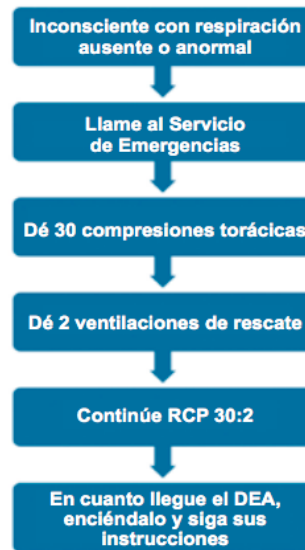 Inconsciente con respiración
ausente o anormal
Llame al Servicio
de Emergencias
Dé 30 compresiones torácicas
Dé 2 ventilaciones de rescate
Continúe RCP 30:2
En cuanto llegue el DEA,
enciéndalo y siga sus
instrucciones